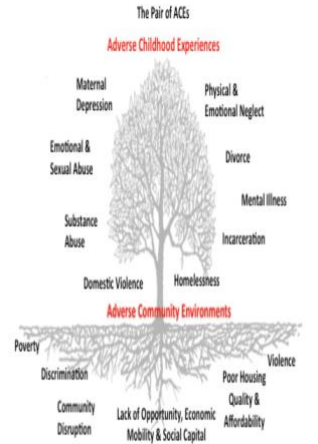 The Pair of ACEs
Adverse Childhood Experiences
Maternal
Depression
Physical &
Emotional Neglect
Emotional &
Sexual Abuse
Divorce
Mental Illness
Substance
Abuse
Incarceration
Domestic Violence
Homelessness
Adverse Community Environments
Poverty
Violence
Discrimination
Poor Housing
Quality &
Affordability
Community
Disruption
Lack of Opportunity, Economic
Mobility & Social Capital